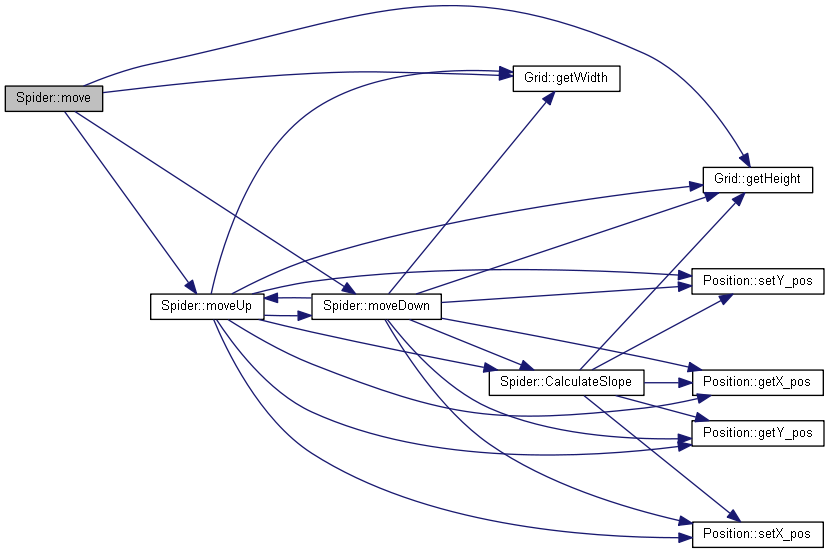 Spider::move
Grid::getWidth
Grid::getHeight
Position::setY_pos
Spider::moveUp
Spider::moveDown
Spider::CalculateSlope
Position::getX_pos
Position::getY_pos
Position::setX_pos